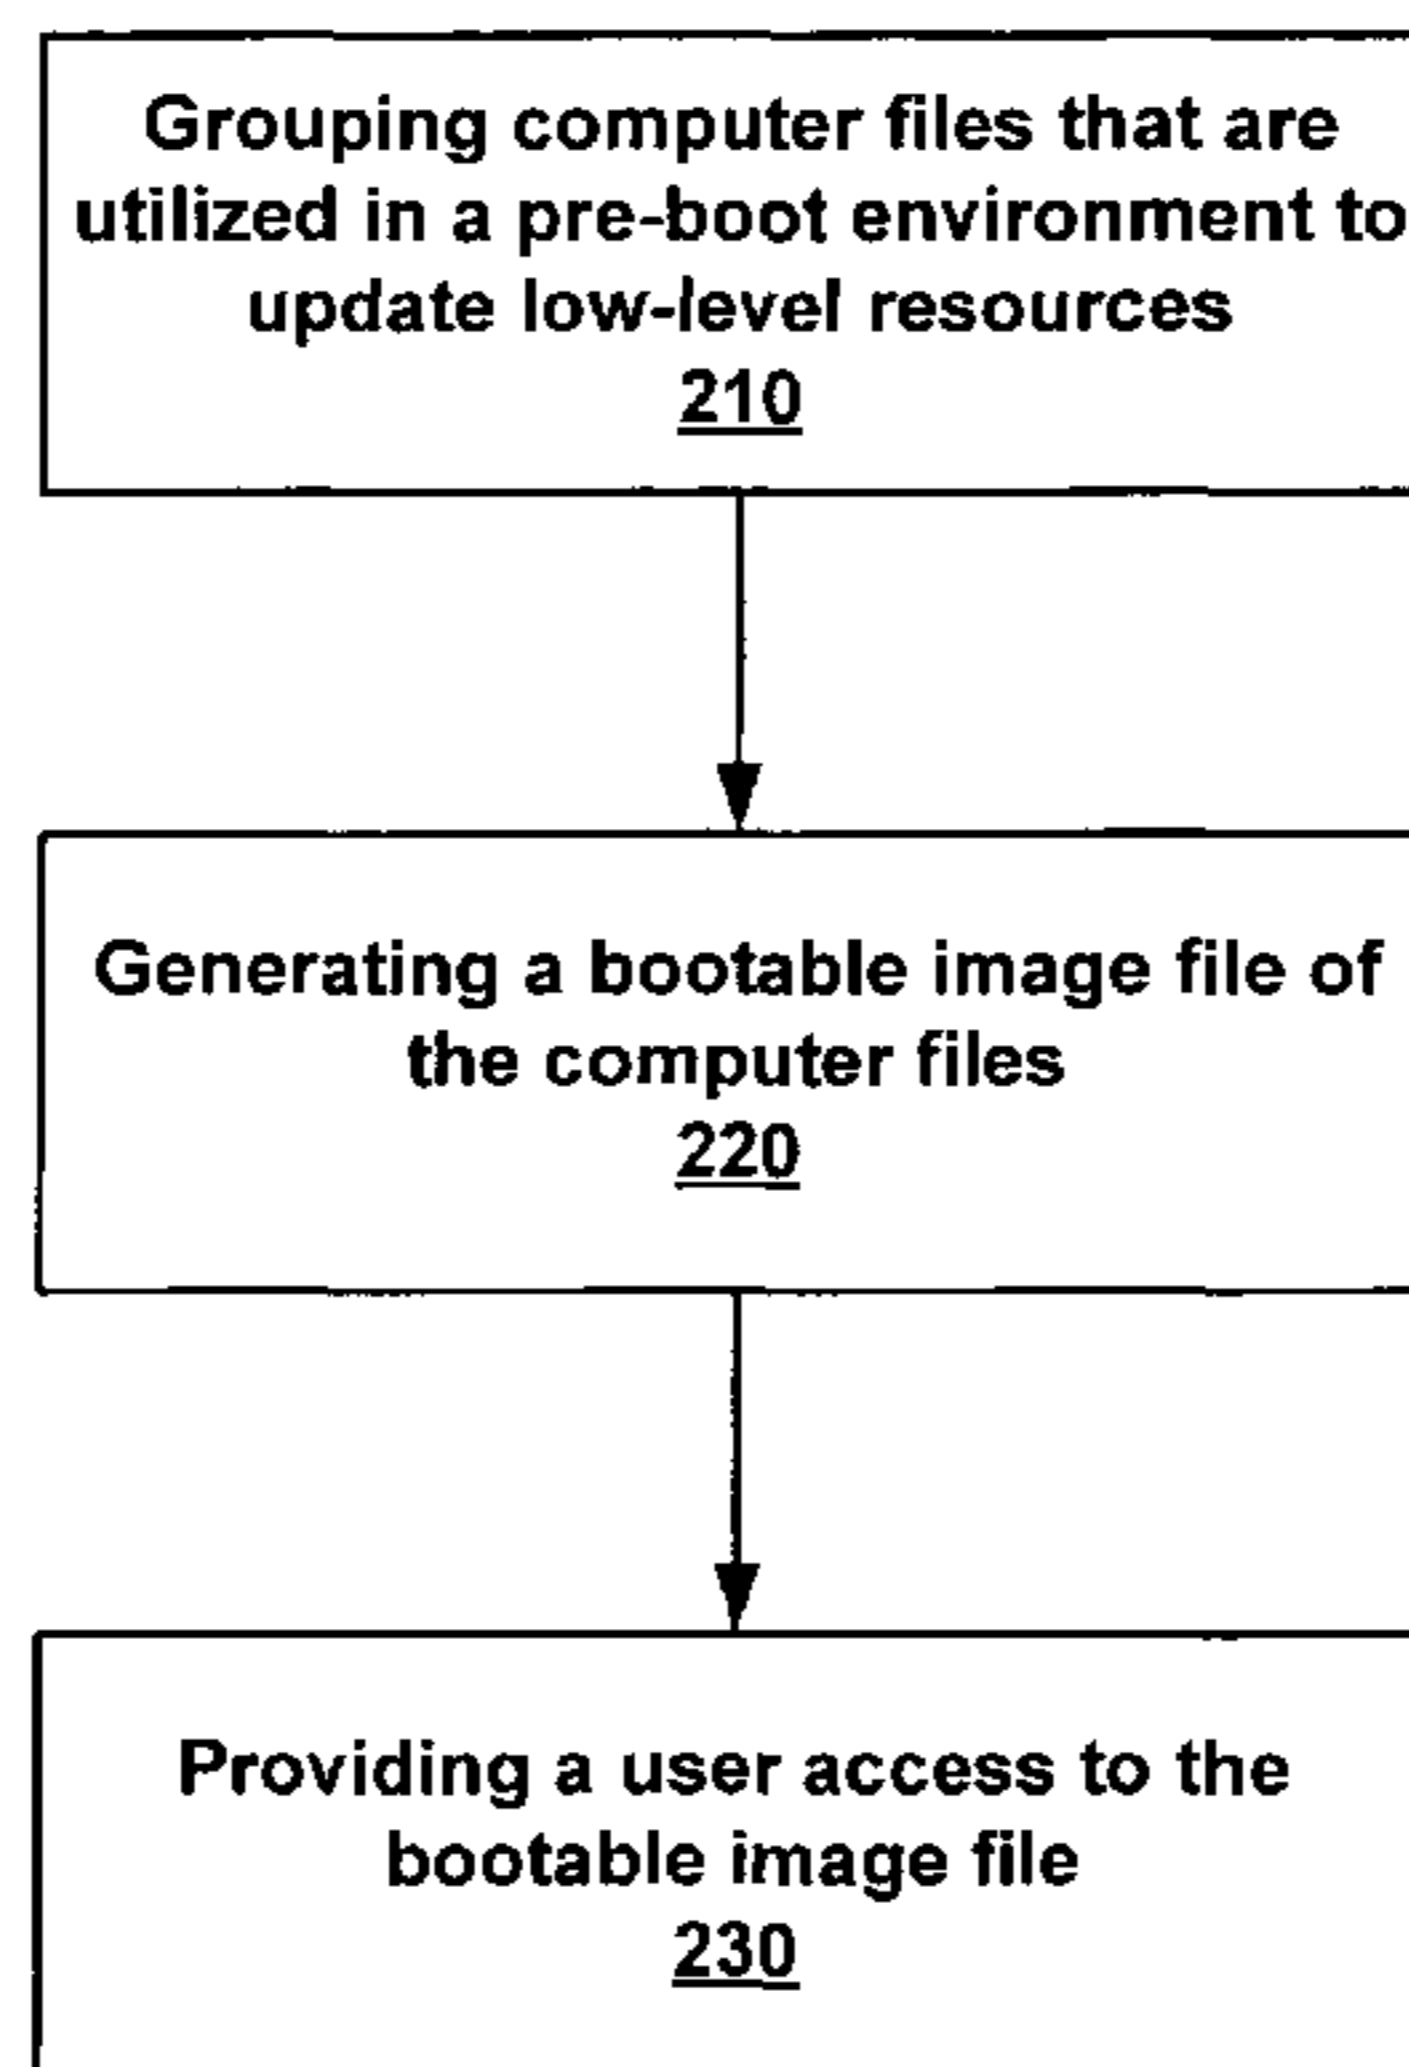 Grouping computer files that are
utilized in a pre-boot environment to
update low-level resources
210
Generating a bootable image file of
the computer files
220
Providing a user access to the
bootable image file
230